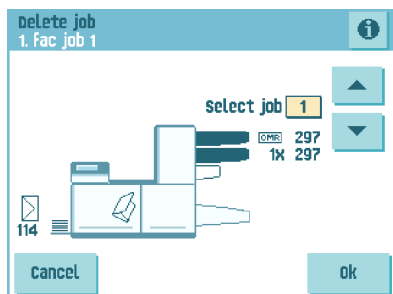 Delete job
1. Fac job 1
i
Select job 1
OMR 297
1X 297
114
Cancel
Ok